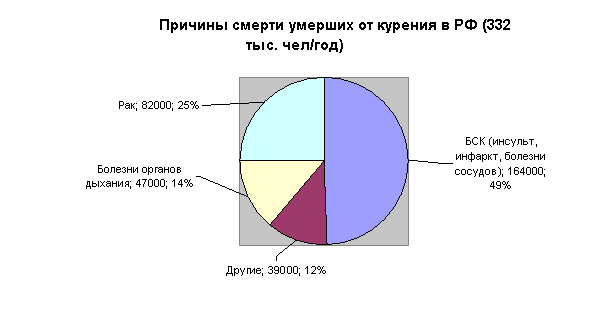 Причины смерти умерших от курения в РФ (332
тыс. чел/год)
Рак; 82000; 25%
БСК (инсульт,
инфаркт, болезни
сосудов); 164000;
49%
Болезни органов
дыхания; 47000; 14%
Другие; 39000; 12%